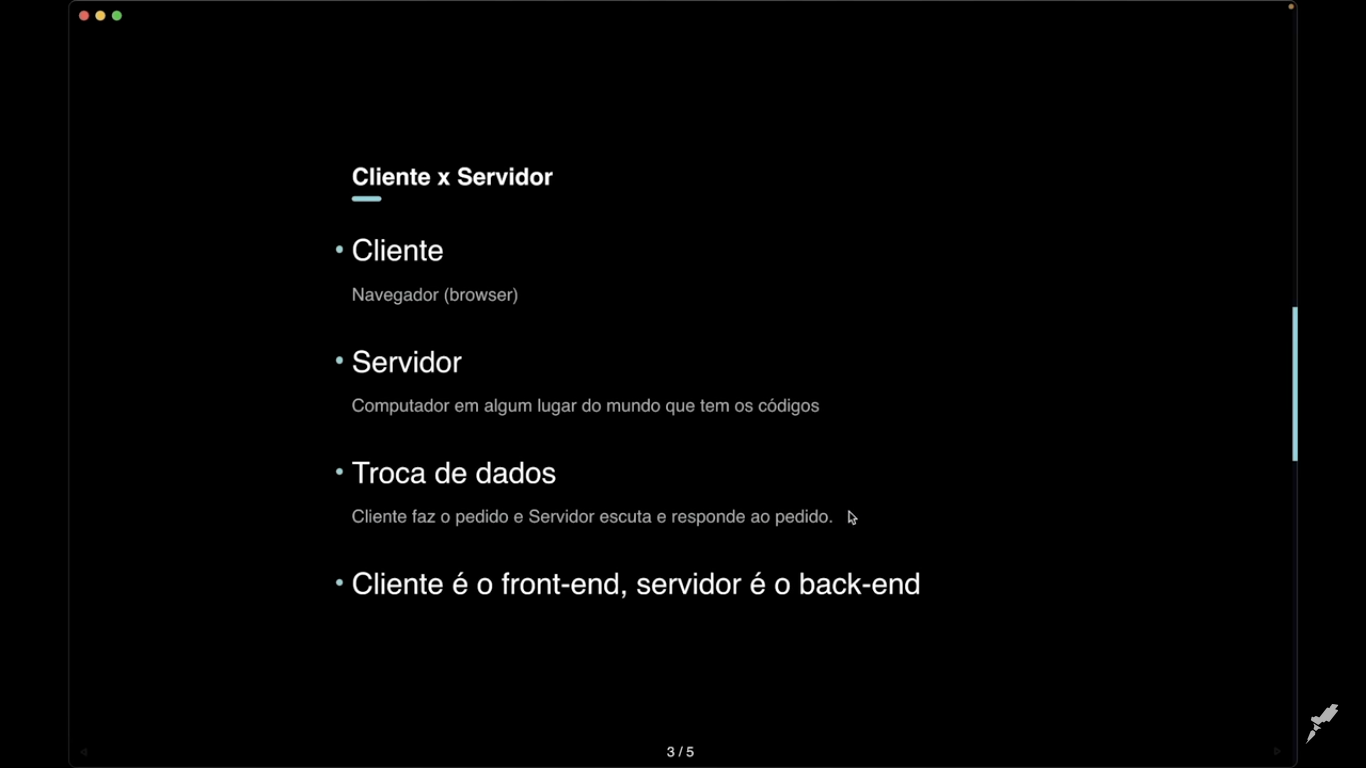 Cliente x Servidor
• Cliente
Navegador (browser)
• Servidor
Computador em algum lugar do mundo que tem os códigos
• Troca de dados
Cliente faz o pedido e Servidor escuta e responde ao pedido.
• Cliente é o front-end, servidor é o back-end
3 / 5